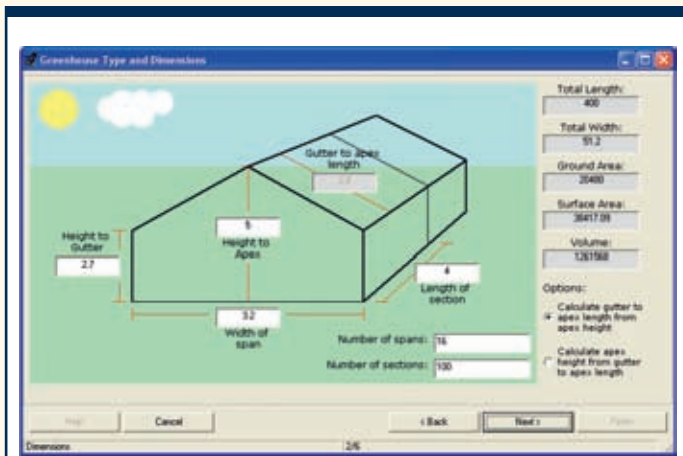 Greenhouse Type and Dimensions
Total Length:
400
Total Width:
51.2
Ground Area:
20480
Surface Area:
Volume:
Options:
Calculate gutter to
apex length from
apex height
Calculate apex
height from gutter
to apex length
Gutter to apex
length
Height to
Gutter
2.7
5
Height to
Apex
4
Length of
section
3.2
Width of
span
Number of spans:
16
Number of sections:
100
Cancel
< Back
Next >
Dimensions
2/6